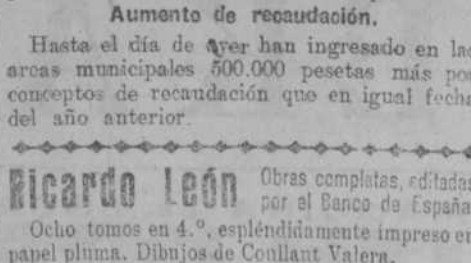 Aumento de recaudación.
Hasta el día de ayer han ingresado en las
arcas municipales 500.000 pesetas más por
conceptos de recaudación que en igual fecha
del año anterior.
Ricardo León
Obras completas, editadas
por el Banco de España
Ocho tomos en 4.º, espléndidamente impreso en
papel pluma. Dibujos de Coullant Valera.